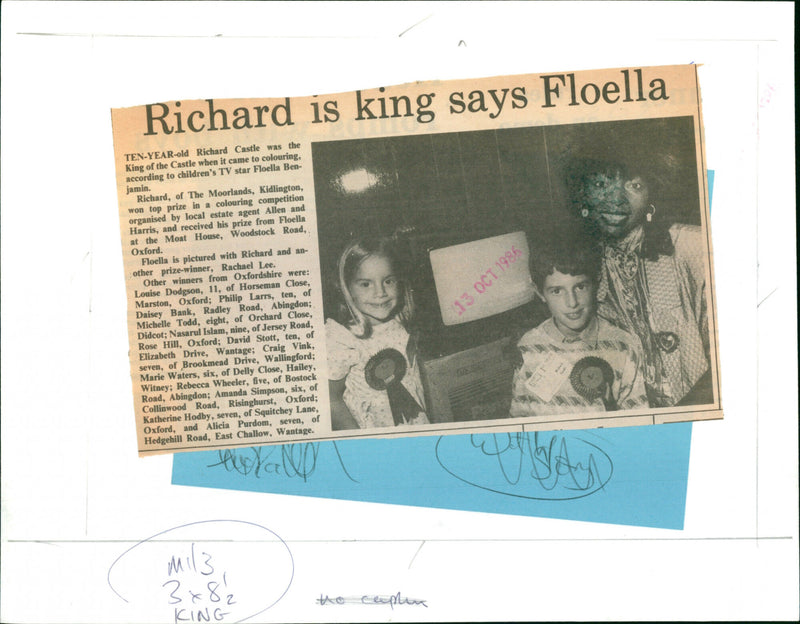 Richard is king says Floella
TEN-YEAR-old Richard Castle was the
King of the Castle when it came to colouring,
according to children's TV star Floella Ben-
jamin.
Richard, of The Moorlands, Kidlington,
won top prize in a colouring competition
organised by local estate agent Allen and
Harris, and received his prize from Floella
at the Moat House, Woodstock Road,
Oxford.
Floella is pictured with Richard and an-
other prize-winner, Rachael Lee.
Other winners from Oxfordshire were:
Louise Dodgson, 11, of Horseman Close,
Marston, Oxford; Philip Larrs, ten, of
Daisey Bank, Radley Road, Abingdon;
Michelle Todd, eight, of Orchard Close,
Didcot; Nasarul Islam, nine, of Jersey Road,
Rose Hill, Oxford; David Stott, ten, of
Elizabeth Drive, Wantage; Craig Vink,
seven, of Brookmead Drive, Wallingford;
Marie Waters, six, of Delly Close, Hailey,
Witney; Rebecca Wheeler, five, of Bostock
Road, Abingdon; Amanda Simpson, six, of
Collinwood Road, Risinghurst, Oxford;
Katherine Hodby, seven, of Squitchey Lane,
Oxford, and Alicia Purdom, seven, of
Hedgehill Road, East Challow, Wantage.
13 OCT 1986
M113
3 x 8½
KING
no caption